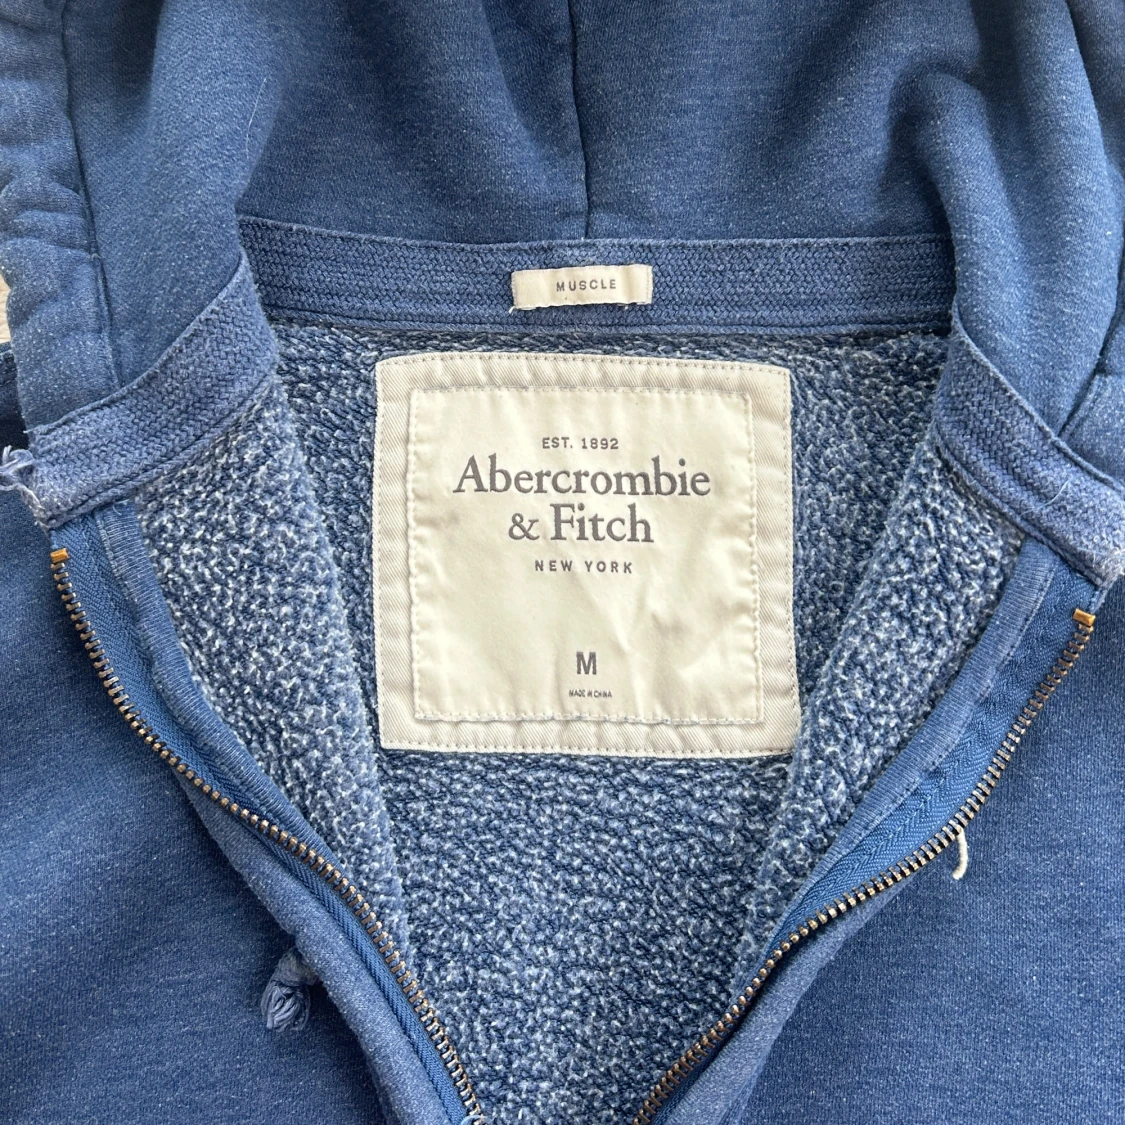 MUSCLE
EST. 1892
Abercrombie
& Fitch
NEW YORK
M
MADE IN CHINA